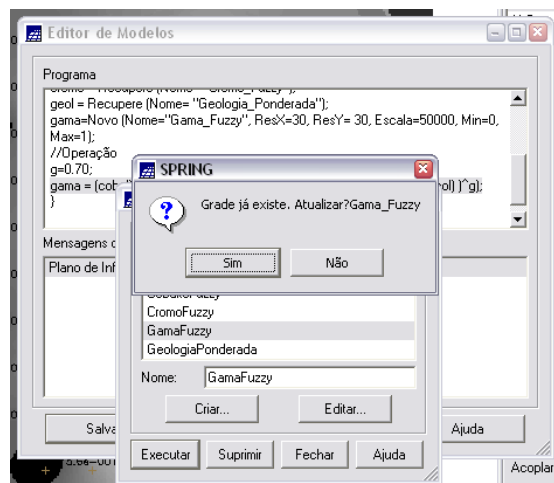 Editor de Modelos
Programa
geol = Recupere (Nome= "Geologia_Ponderada");
gama=Novo (Nome="Gama_Fuzzy", ResX=30, ResY= 30, Escala=50000, Min=0,
Max=1);
//Operação
g=0.70;
gama = (cob
ol) )^g);
}
SPRING
Grade já existe. Atualizar?Gama_Fuzzy
Sim
Não
Mensagens
Plano de Inf
CromoFuzzy
GamaFuzzy
GeologiaPonderada
Nome:
GamaFuzzy
Criar...
Editar...
Salva
Ajuda
Executar
Suprimir
Fechar
Ajuda
Acoplar